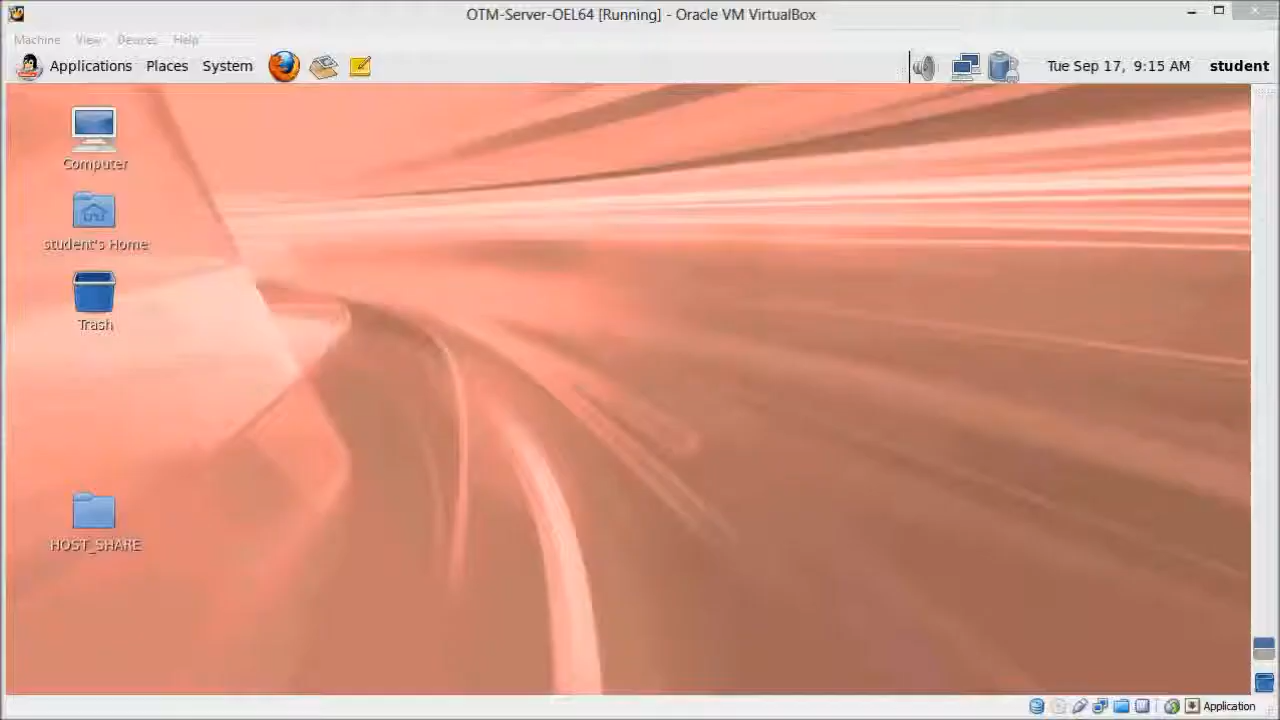 OTM-Server-OEL64 [Running] - Oracle VM VirtualBox
Machine View Devices Help
Applications Places System Tue Sep 17, 9:15 AM student
Computer
student's Home
Trash
HOST_SHARE
Application